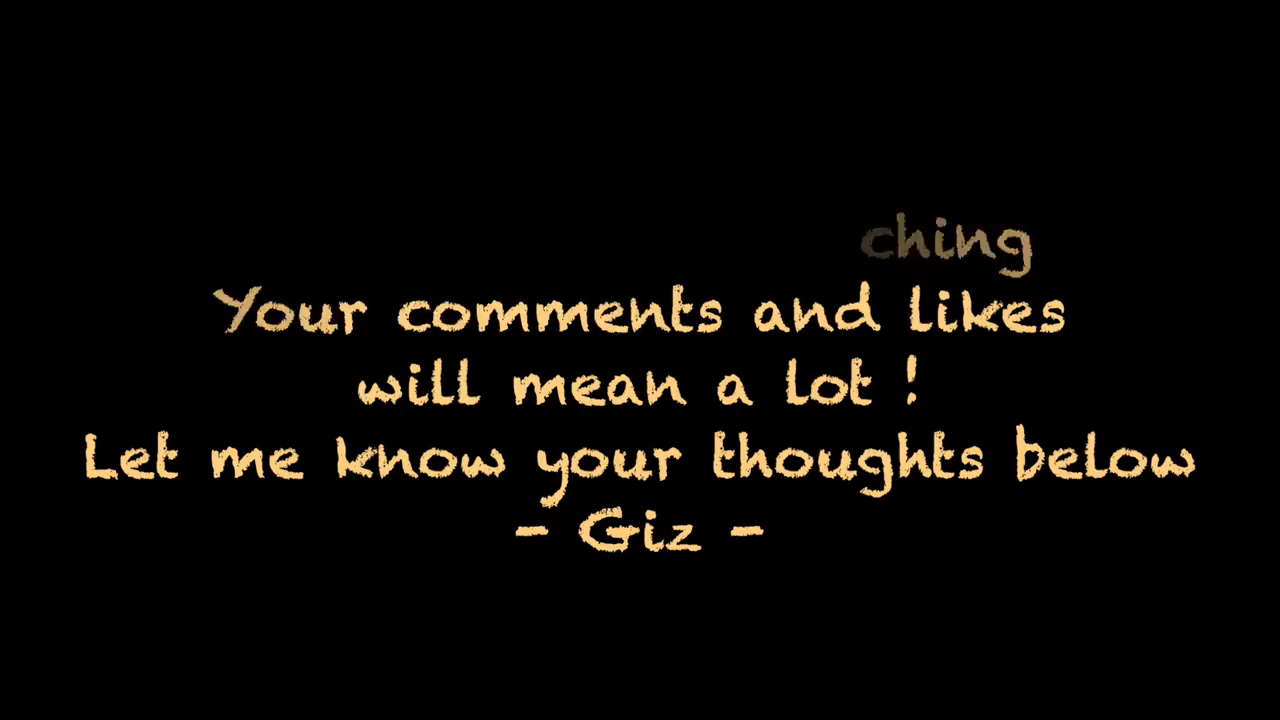 ching
Your comments and likes
will mean a lot !
Let me know your thoughts below
- Giz -